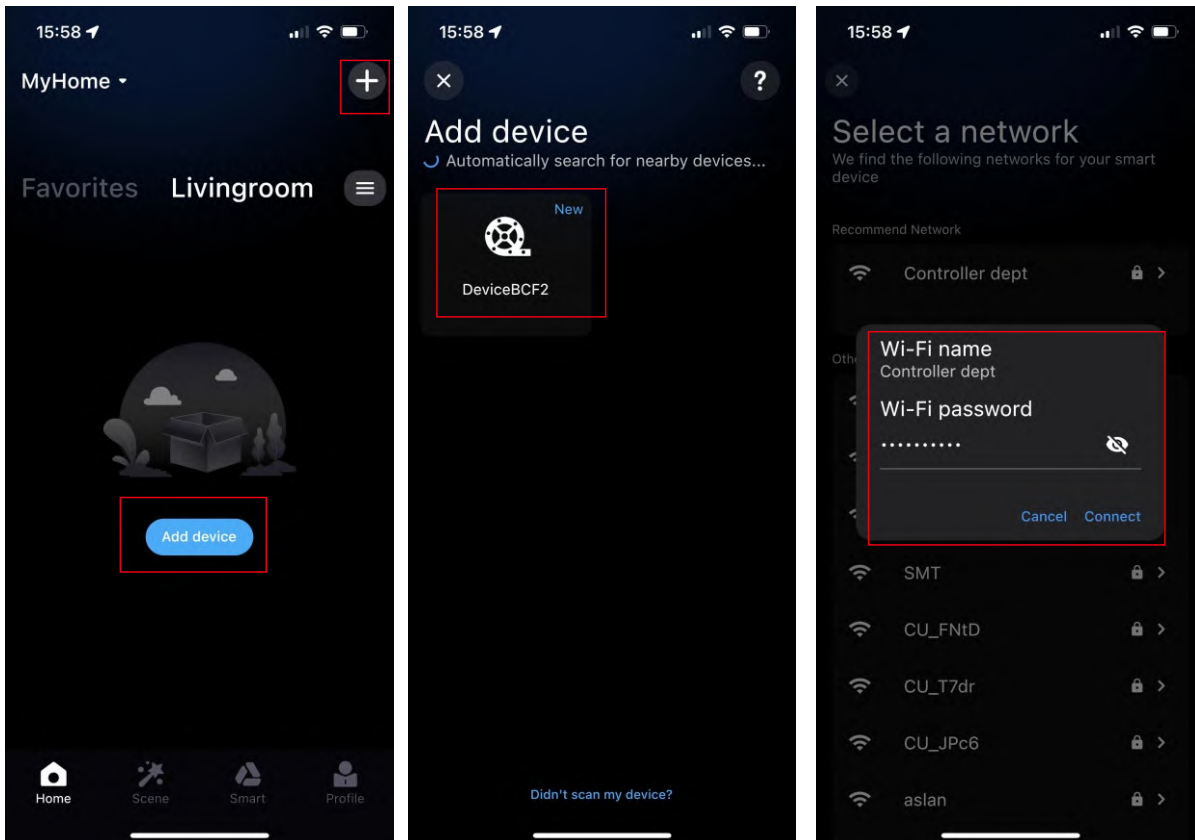 15:58
MyHome
Favorites Livingroom
Add device
Home Scene Smart Profile
15:58
?
Add device
Automatically search for nearby devices...
New
DeviceBCF2
Didn't scan my device?
15:58
Select a network
We find the following networks for your smart
device
Recommend Network
Controller dept
Wi-Fi name
Controller dept
Wi-Fi password
Cancel Connect
SMT
CU_FNtD
CU_T7dr
CU_JPc6
aslan